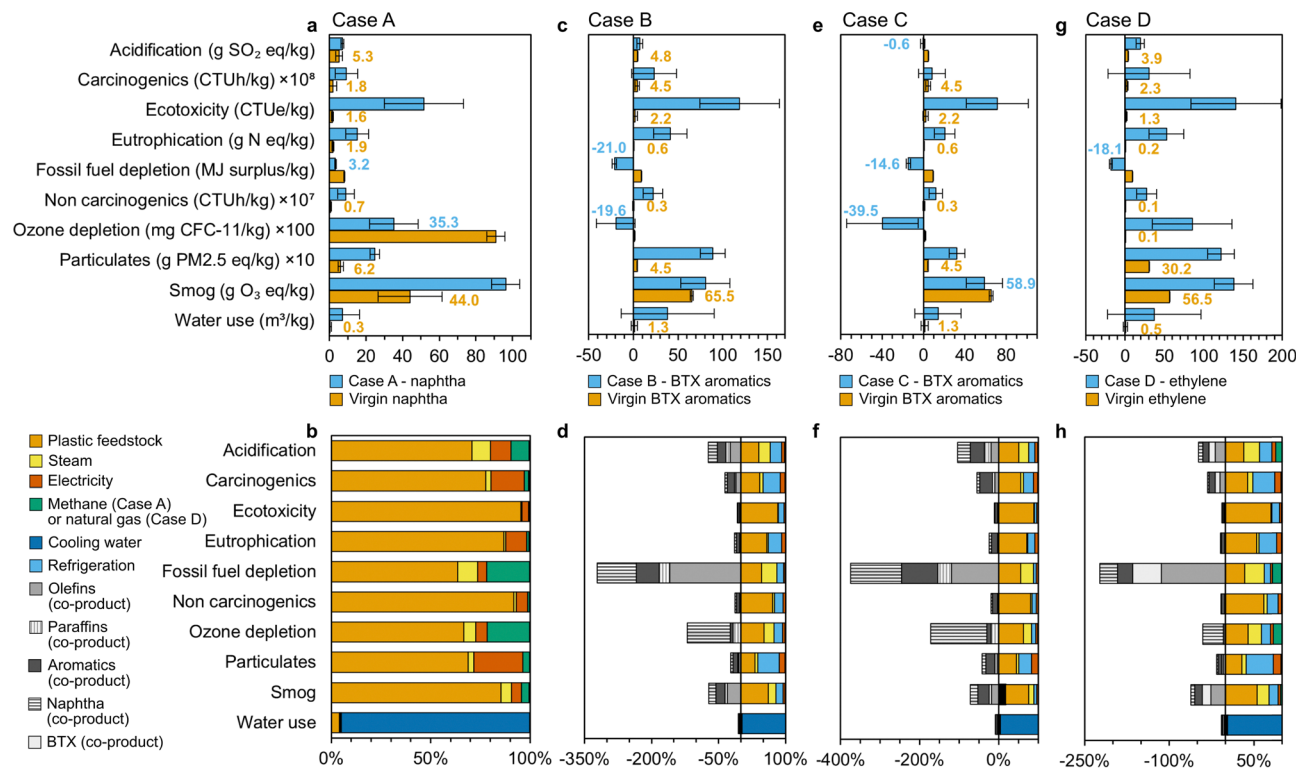 a Case A
c Case B
e Case C
g Case D
Acidification (g SO₂ eq/kg)
Carcinogenics (CTUh/kg) ×10⁸
Ecotoxicity (CTUe/kg)
Eutrophication (g N eq/kg)
Fossil fuel depletion (MJ surplus/kg)
Non carcinogenics (CTUh/kg) ×10⁷
Ozone depletion (mg CFC-11/kg) ×100
Particulates (g PM2.5 eq/kg) ×10
Smog (g O₃ eq/kg)
Water use (m³/kg)
5.3
1.8
1.6
1.9
3.2
0.7
35.3
6.2
44.0
0.3
0 20 40 60 80 100
Case A - naphtha
Virgin naphtha
4.8
4.5
2.2
0.6
-21.0
0.3
-19.6
4.5
65.5
1.3
-50 0 50 100 150
Case B - BTX aromatics
Virgin BTX aromatics
-0.6
4.5
2.2
0.6
-14.6
0.3
-39.5
4.5
58.9
1.3
-80 -40 0 40 80
Case C - BTX aromatics
Virgin BTX aromatics
3.9
2.3
1.3
0.2
-18.1
0.1
0.1
30.2
56.5
0.5
-50 0 50 100 150 200
Case D - ethylene
Virgin ethylene
Plastic feedstock
Steam
Electricity
Methane (Case A)
or natural gas (Case D)
Cooling water
Refrigeration
Olefins
(co-product)
Paraffins
(co-product)
Aromatics
(co-product)
Naphtha
(co-product)
BTX (co-product)
b
d
f
h
Acidification
Carcinogenics
Ecotoxicity
Eutrophication
Fossil fuel depletion
Non carcinogenics
Ozone depletion
Particulates
Smog
Water use
0% 50% 100%
-350% -200% -50% 100%
-400% -200% 0%
-250% -100% 50%